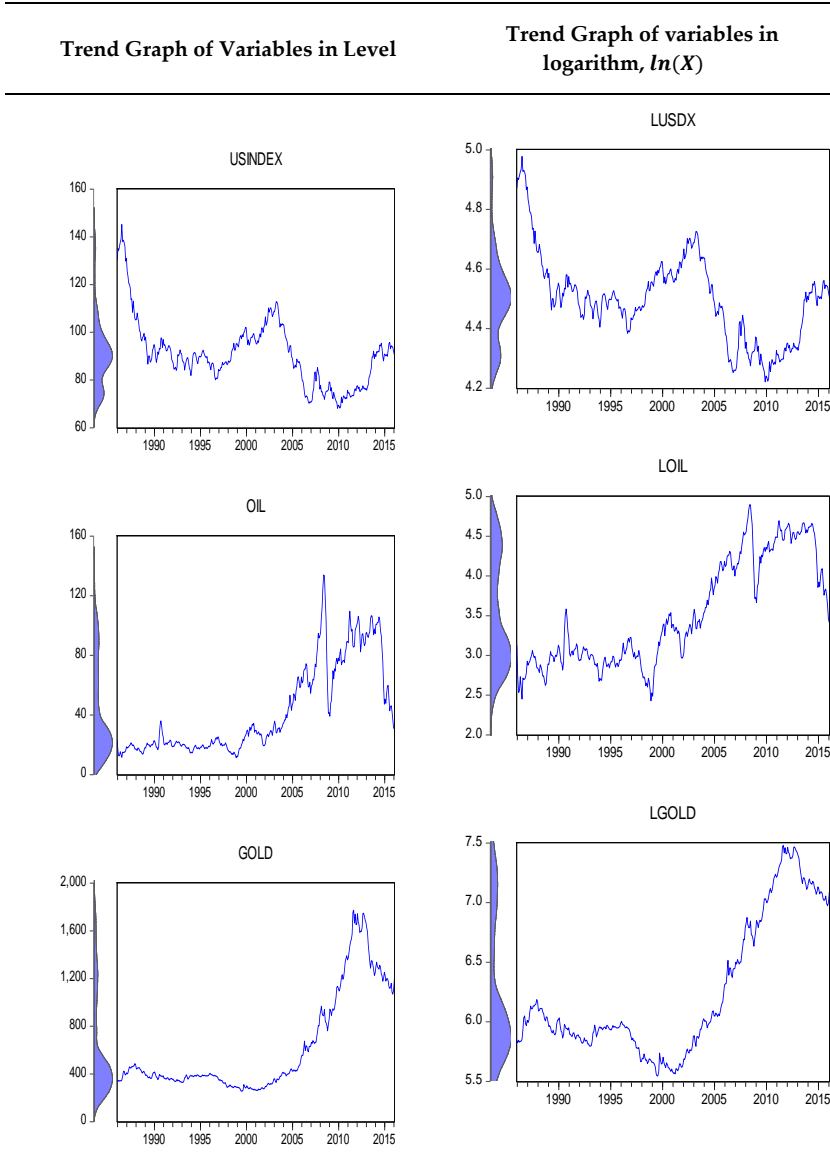 Trend Graph of Variables in Level
Trend Graph of variables in
logarithm, ln(X)
USINDEX
160
140
120
100
80
60
1990 1995 2000 2005 2010 2015
LUSDX
5.0
4.8
4.6
4.4
4.2
1990 1995 2000 2005 2010 2015
OIL
160
120
80
40
0
1990 1995 2000 2005 2010 2015
LOIL
5.0
4.5
4.0
3.5
3.0
2.5
2.0
1990 1995 2000 2005 2010 2015
GOLD
2,000
1,600
1,200
800
400
0
1990 1995 2000 2005 2010 2015
LGOLD
7.5
7.0
6.5
6.0
5.5
1990 1995 2000 2005 2010 2015